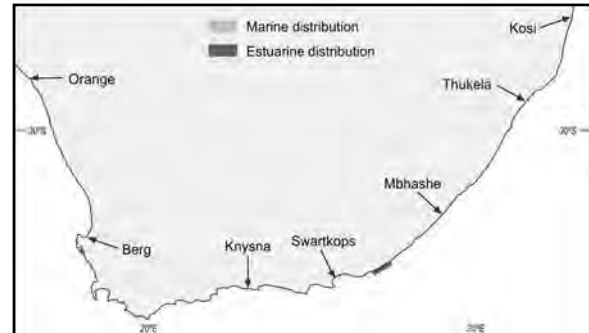 Marine distribution
Kosi
Estuarine distribution
Orange
Thukela
30°S
30°S
Mbhashe
Berg
Knysna
Swartkops
20°E
30°E